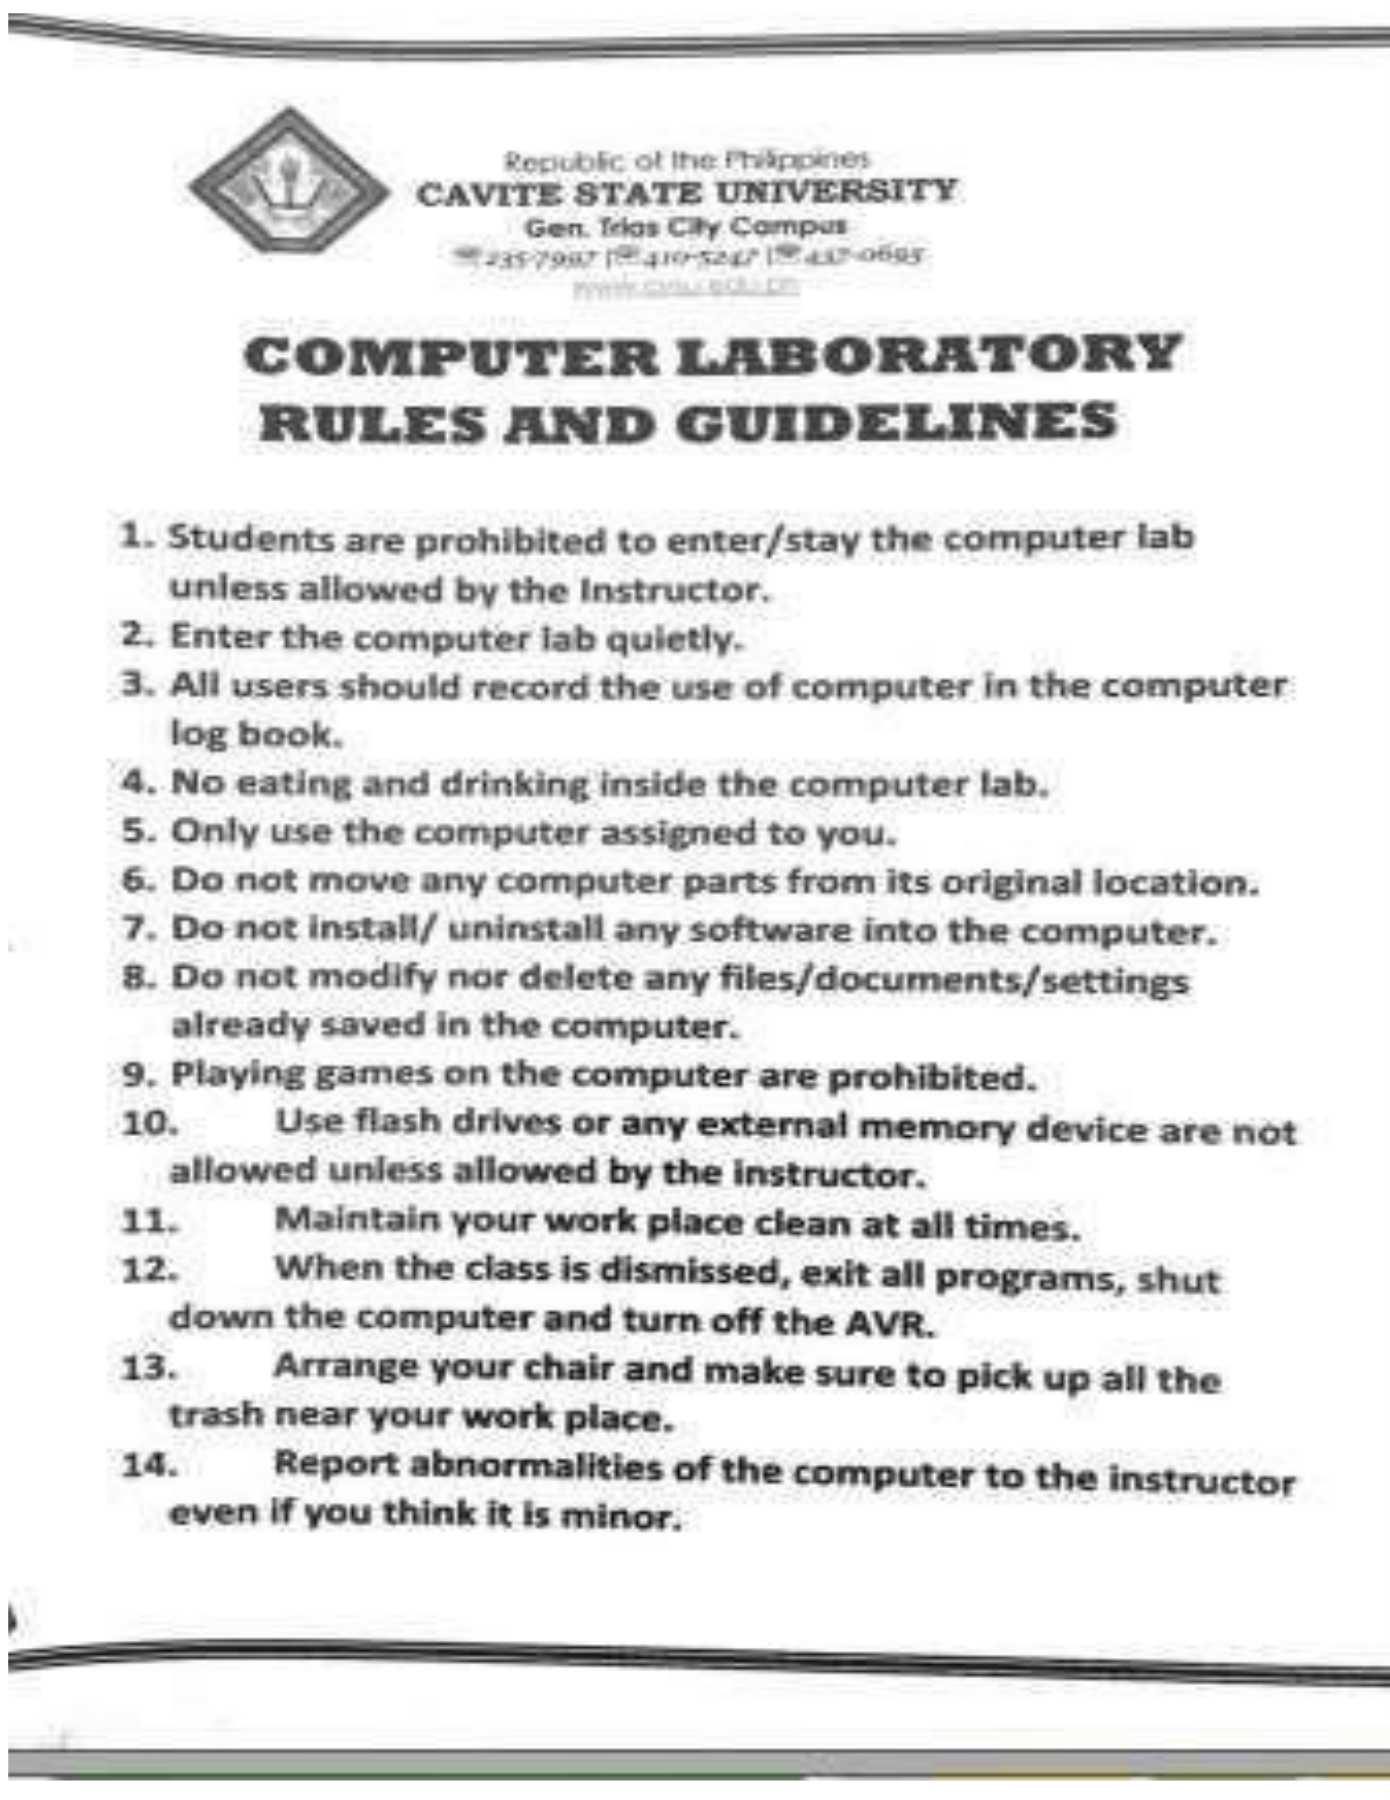 Republic of the Philippines
CAVITE STATE UNIVERSITY
Gen. Trias City Campus
☎235-7997 |☎410-5247 |☎437-0693
www.cvsu.edu.ph
COMPUTER LABORATORY
RULES AND GUIDELINES
1. Students are prohibited to enter/stay the computer lab
unless allowed by the Instructor.
2. Enter the computer lab quietly.
3. All users should record the use of computer in the computer
log book.
4. No eating and drinking inside the computer lab.
5. Only use the computer assigned to you.
6. Do not move any computer parts from its original location.
7. Do not install/ uninstall any software into the computer.
8. Do not modify nor delete any files/documents/settings
already saved in the computer.
9. Playing games on the computer are prohibited.
10. Use flash drives or any external memory device are not
allowed unless allowed by the instructor.
11. Maintain your work place clean at all times.
12. When the class is dismissed, exit all programs, shut
down the computer and turn off the AVR.
13. Arrange your chair and make sure to pick up all the
trash near your work place.
14. Report abnormalities of the computer to the instructor
even if you think it is minor.